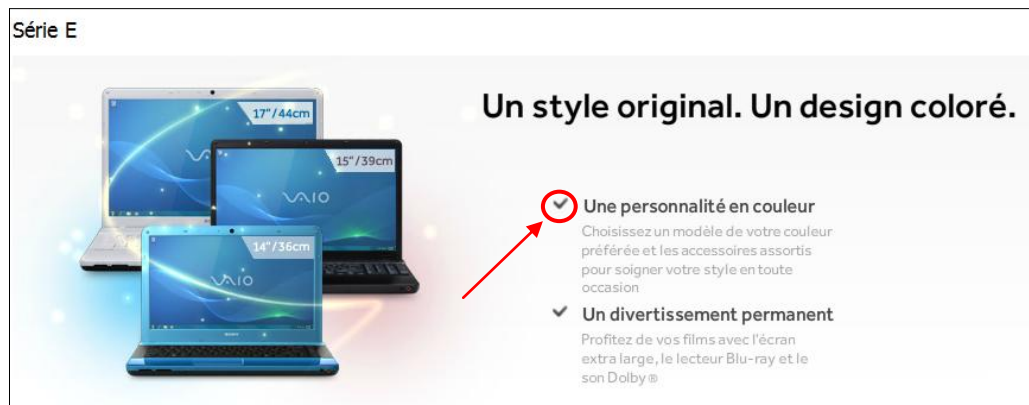 Série E
Un style original. Un design coloré.
17"/44cm
15"/39cm
VAIO
14"/36cm
VAIO
Une personnalité en couleur
Choisissez un modèle de votre couleur
préférée et les accessoires assortis
pour soigner votre style en toute
occasion
Un divertissement permanent
Profitez de vos films avec l'écran
extra large, le lecteur Blu-ray et le
son Dolby ®